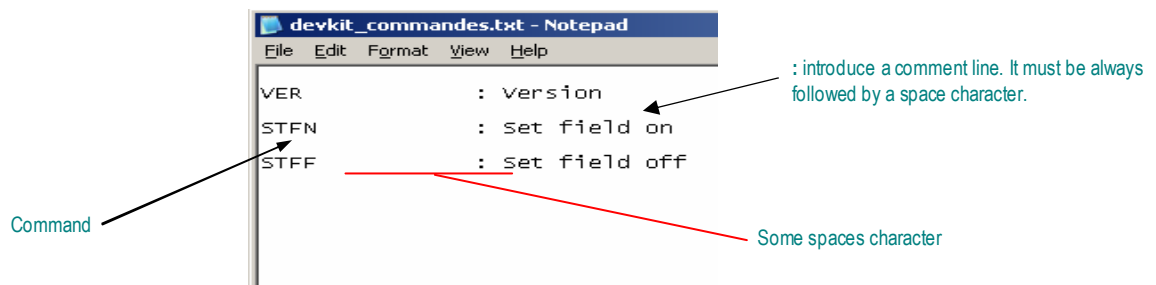 devkit_commandes.txt - Notepad
File Edit Format View Help
VER : Version
STFN : Set field on
STFF : Set field off
: introduce a comment line. It must be always
followed by a space character.
Command
Some spaces character